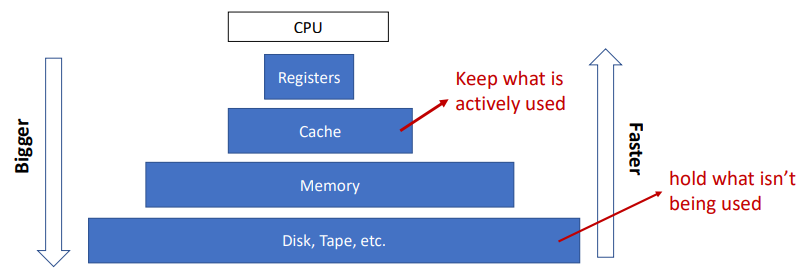 CPU
Registers
Keep what is
actively used
Cache
Bigger
Faster
Memory
hold what isn't
being used
Disk, Tape, etc.